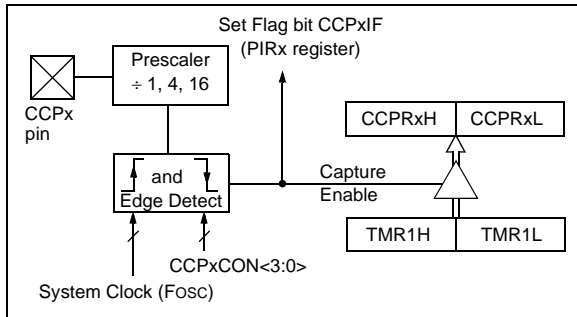 Set Flag bit CCPxIF
(PIRx register)
Prescaler
÷ 1, 4, 16
CCPx
pin
CCPRxH
CCPRxL
and
Edge Detect
Capture
Enable
TMR1H
TMR1L
CCPxCON<3:0>
System Clock (FOSC)